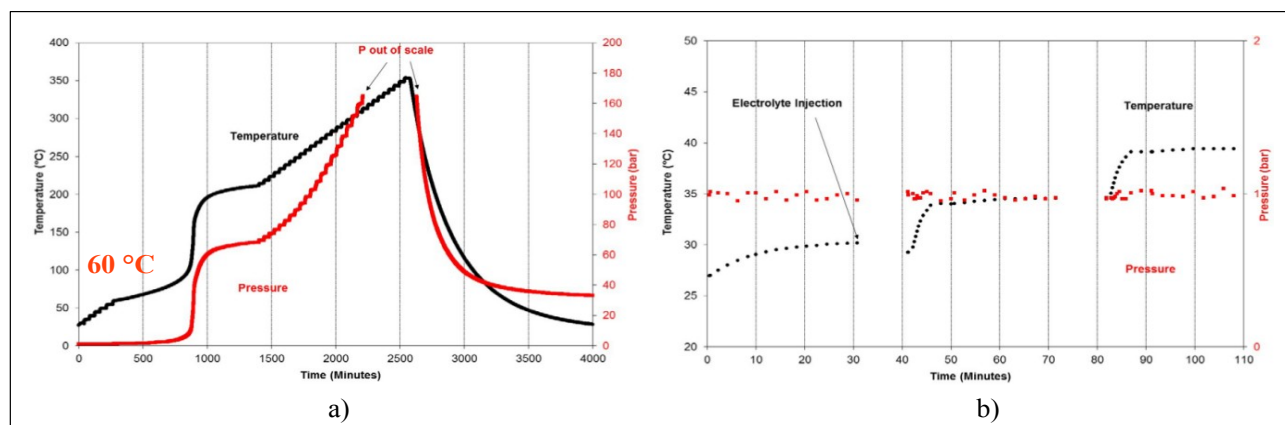 400
350
300
250
200
150
100
50
0
Temperature (°C)
P out of scale
Temperature
60 °C
Pressure
200
180
160
140
120
100
80
60
40
20
0
Pressure (bar)
0 500 1000 1500 2000 2500 3000 3500 4000
Time (Minutes)
a)
50
45
40
35
30
25
20
Temperature (°C)
Electrolyte Injection
Temperature
Pressure
2
1
0
Pressure (bar)
0 10 20 30 40 50 60 70 80 90 100 110
Time (Minutes)
b)